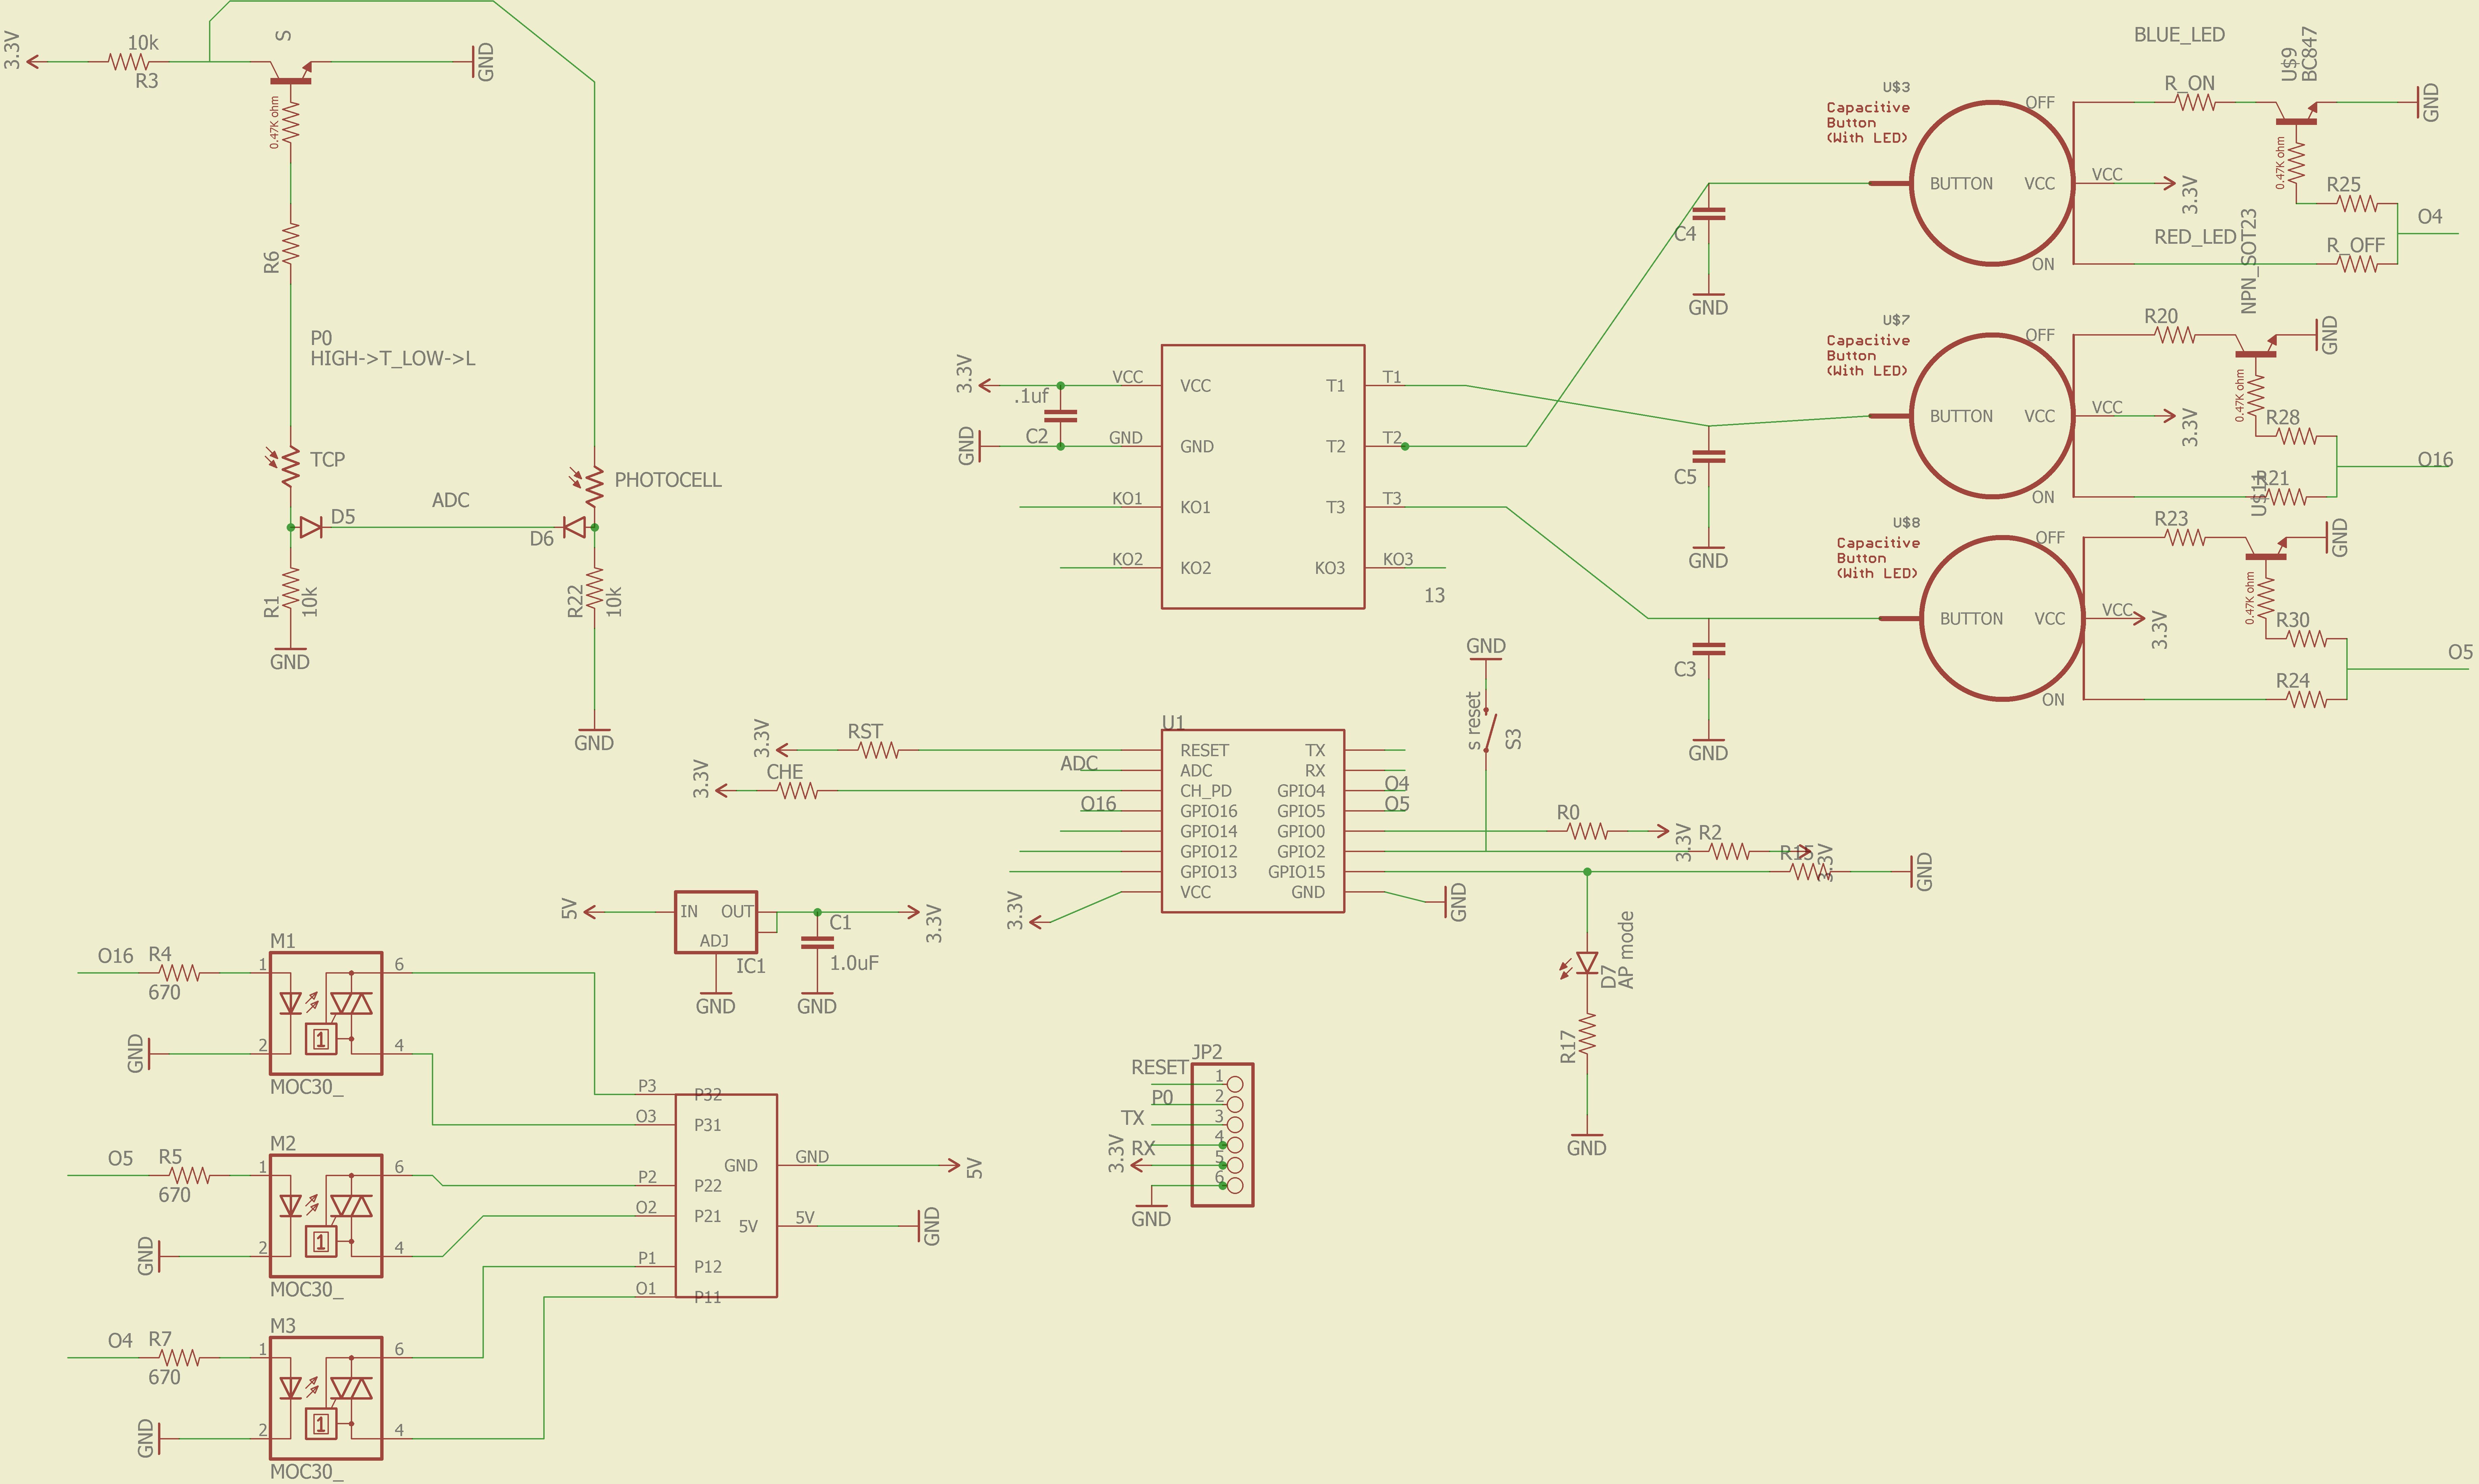 3.3V
10k
R3
S
GND
0.47K ohm
R6
P0
HIGH->T_LOW->L
TCP
PHOTOCELL
ADC
D5
D6
R1
10k
R22
10k
GND
GND
3.3V
.1uf
C2
GND
VCC
GND
KO1
KO2
VCC
GND
KO1
KO2
T1
T2
T3
KO3
T1
T2
T3
KO3
13
C4
GND
C5
GND
C3
GND
BLUE_LED
U$3
Capacitive
Button
(With LED)
OFF
BUTTON
VCC
ON
VCC
3.3V
R_ON
U$9
BC847
GND
0.47K ohm
R25
O4
RED_LED
R_OFF
NPN_SOT23
U$7
Capacitive
Button
(With LED)
OFF
BUTTON
VCC
ON
VCC
3.3V
R20
GND
0.47K ohm
R28
O16
R21
U$8
Capacitive
Button
(With LED)
OFF
BUTTON
VCC
ON
VCC
3.3V
R23
GND
0.47K ohm
R30
O5
R24
GND
s reset
S3
U1
3.3V
RST
3.3V
CHE
ADC
O16
RESET
ADC
CH_PD
GPIO16
GPIO14
GPIO12
GPIO13
VCC
TX
RX
GPIO4
GPIO5
GPIO0
GPIO2
GPIO15
GND
O4
O5
3.3V
GND
R0
3.3V
R2
3.3V
R15
GND
D7
AP mode
R17
GND
5V
IN
OUT
ADJ
IC1
GND
C1
1.0uF
GND
3.3V
O16
R4
670
M1
1
2
6
4
1
MOC30_
GND
O5
R5
670
M2
1
2
6
4
1
MOC30_
GND
O4
R7
670
M3
1
2
6
4
1
MOC30_
GND
P3
O3
P2
O2
P1
O1
P32
P31
P22
P21
P12
P11
GND
5V
GND
5V
5V
GND
JP2
RESET
P0
TX
RX
3.3V
GND
1
2
3
4
5
6